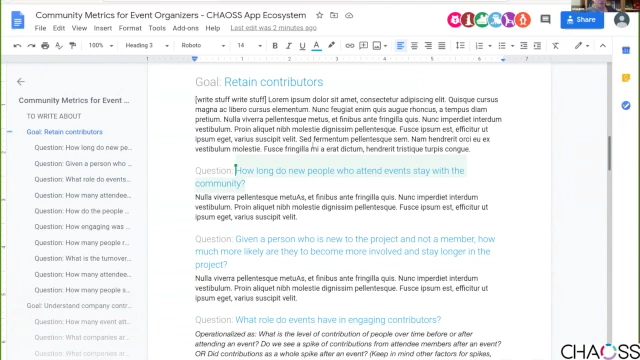 Community Metrics for Event Organizers - CHAOSS App Ecosystem
File Edit View Insert Format Tools Add-ons Help Last edit was 2 minutes ago
Share
100% Heading 3 Roboto 14 B I U A
Community Metrics for Event ...
TO WRITE ABOUT
Goal: Retain contributors
Question: How long do new pe...
Question: Given a person who ...
Question: What role do events ...
Question: How many attendee...
Question: How do the people ...
Question: How engaging was ...
Question: How many people r...
Question: What is the turnover...
Question: How many attendee...
Question: How many people s...
Goal: Understand company contr...
Question: How many event att...
Question: What companies ar...
Goal: Retain contributors
[write stuff write stuff] Lorem ipsum dolor sit amet, consectetur adipiscing elit. Quisque cursus
magna ac libero cursus elementum. Nunc feugiat enim quis augue rhoncus, a tempus diam
pretium. Nulla viverra pellentesque metus, et finibus ante fringilla quis. Nunc imperdiet interdum
vestibulum. Proin aliquet nibh molestie dignissim pellentesque. Fusce ipsum est, efficitur ut
ipsum eget, varius suscipit velit. Sed fermentum pellentesque sem. Nam hendrerit orci eu ex
vestibulum molestie. Fusce fringilla mi a erat dictum, hendrerit tristique turpis congue.
Question: How long do new people who attend events stay with the
community?
Nulla viverra pellentesque metuAs, et finibus ante fringilla quis. Nunc imperdiet interdum
vestibulum. Proin aliquet nibh molestie dignissim pellentesque. Fusce ipsum est, efficitur ut
ipsum eget, varius suscipit velit.
Question: Given a person who is new to the project and not a member, how
much more likely are they to become more involved and stay longer in the
project?
Nulla viverra pellentesque metuAs, et finibus ante fringilla quis. Nunc imperdiet interdum
vestibulum. Proin aliquet nibh molestie dignissim pellentesque. Fusce ipsum est, efficitur ut
ipsum eget, varius suscipit velit.
Question: What role do events have in engaging contributors?
Operationalized as: What is the level of contribution of people over time before or after
attending an event? Do we see a spike of contributions from attendee members after an event?
OR Did contributions as a whole spike after an event? (Keep in mind other factors for spikes,
CHAOSS